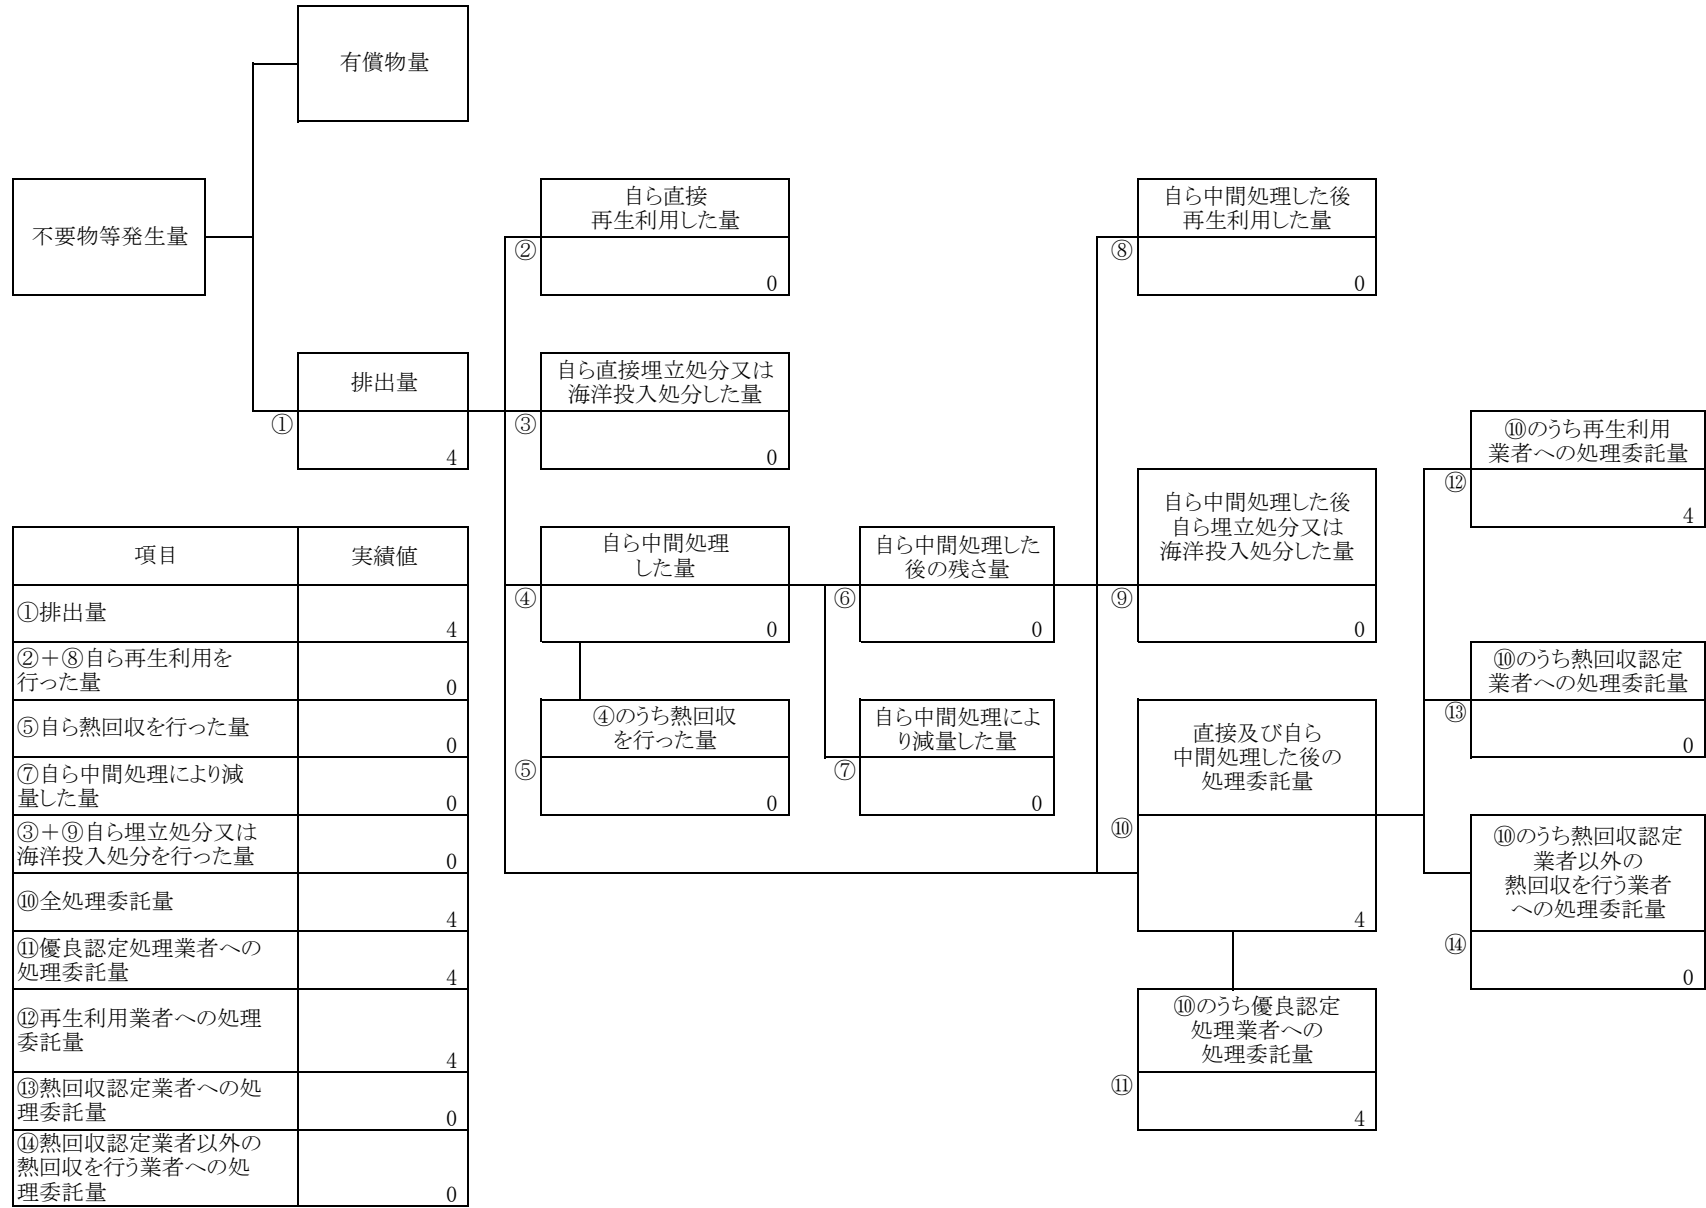 有償物量
不要物等発生量
自ら直接
再生利用した量
②
0
自ら中間処理した後
再生利用した量
⑧
0
排出量
①
4
自ら直接埋立処分又は
海洋投入処分した量
③
0
⑩のうち再生利用
業者への処理委託量
⑫
4
自ら中間処理
した量
④
0
自ら中間処理した
後の残さ量
⑥
0
自ら中間処理した後
自ら埋立処分又は
海洋投入処分した量
⑨
0
⑩のうち熱回収認定
業者への処理委託量
⑬
0
④のうち熱回収
を行った量
⑤
0
自ら中間処理によ
り減量した量
⑦
0
直接及び自ら
中間処理した後の
処理委託量
⑩
4
⑩のうち熱回収認定
業者以外の
熱回収を行う業者
への処理委託量
⑭
0
⑩のうち優良認定
処理業者への
処理委託量
⑪
4
項目 実績値
①排出量
4
②＋⑧自ら再生利用を
行った量
0
⑤自ら熱回収を行った量
0
⑦自ら中間処理により減
量した量
0
③＋⑨自ら埋立処分又は
海洋投入処分を行った量
0
⑩全処理委託量
4
⑪優良認定処理業者への
処理委託量
4
⑫再生利用業者への処理
委託量
4
⑬熱回収認定業者への処
理委託量
0
⑭熱回収認定業者以外の
熱回収を行う業者への処
理委託量
0